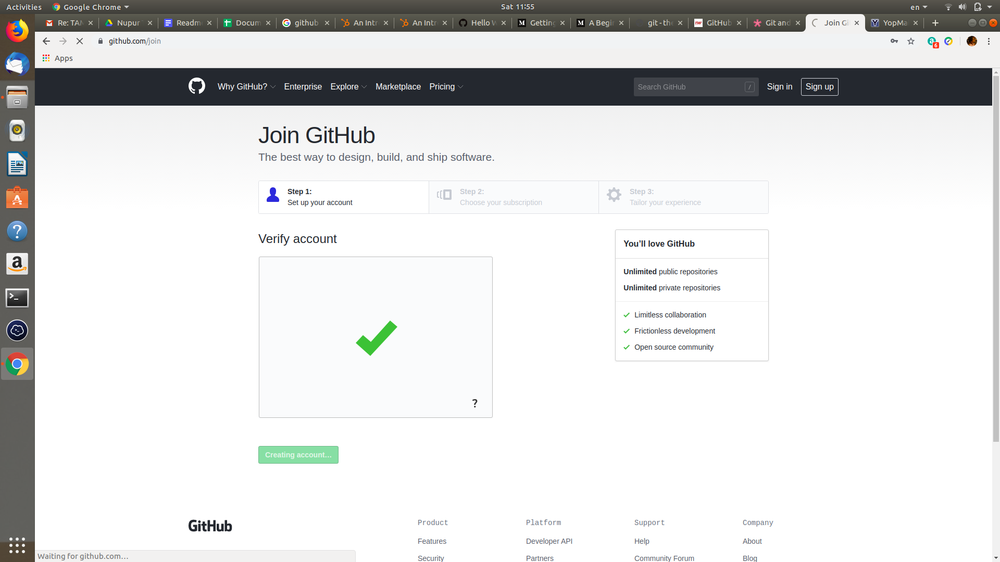 Activities Google Chrome Sat 11:55 en
Re: TAM Nupur Readme Docum github An Intr An Intr Hello W Getting A Begin git - the GitHub Git and Join Gi YopMai
github.com/join 6
Apps
Why GitHub? Enterprise Explore Marketplace Pricing Search GitHub / Sign in Sign up
Join GitHub
The best way to design, build, and ship software.
Step 1:
Set up your account
Step 2:
Choose your subscription
Step 3:
Tailor your experience
Verify account
?
Creating account...
You’ll love GitHub
Unlimited public repositories
Unlimited private repositories
Limitless collaboration
Frictionless development
Open source community
GitHub
Product Platform Support Company
Features Developer API Help About
Security Partners Community Forum Blog
Waiting for github.com...